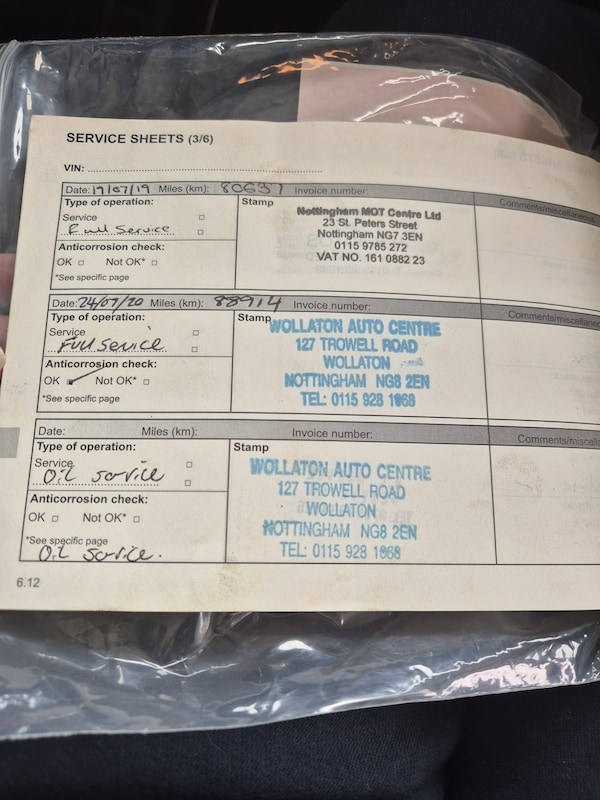 SERVICE SHEETS (3/6)
VIN:
Date: 19/07/19 Miles (km): 80637 Invoice number:
Comments/miscellaneous
Type of operation:
Service
Full Service
Anticorrosion check:
OK Not OK*
*See specific page
Stamp
Nottingham MOT Centre Ltd
23 St. Peters Street
Nottingham NG7 3EN
0115 9785 272
VAT NO. 161 0882 23
Date: 24/07/20 Miles (km): 88914 Invoice number:
Comments/miscellaneo
Type of operation:
Service
Full Service
Anticorrosion check:
OK Not OK*
*See specific page
Stamp
WOLLATON AUTO CENTRE
127 TROWELL ROAD
WOLLATON
NOTTINGHAM NG8 2EN
TEL: 0115 928 1068
Date: Miles (km): Invoice number:
Comments/miscella
Type of operation:
Service
Oil service
Anticorrosion check:
OK Not OK*
*See specific page
Oil service.
Stamp
WOLLATON AUTO CENTRE
127 TROWELL ROAD
WOLLATON
NOTTINGHAM NG8 2EN
TEL: 0115 928 1068
6.12